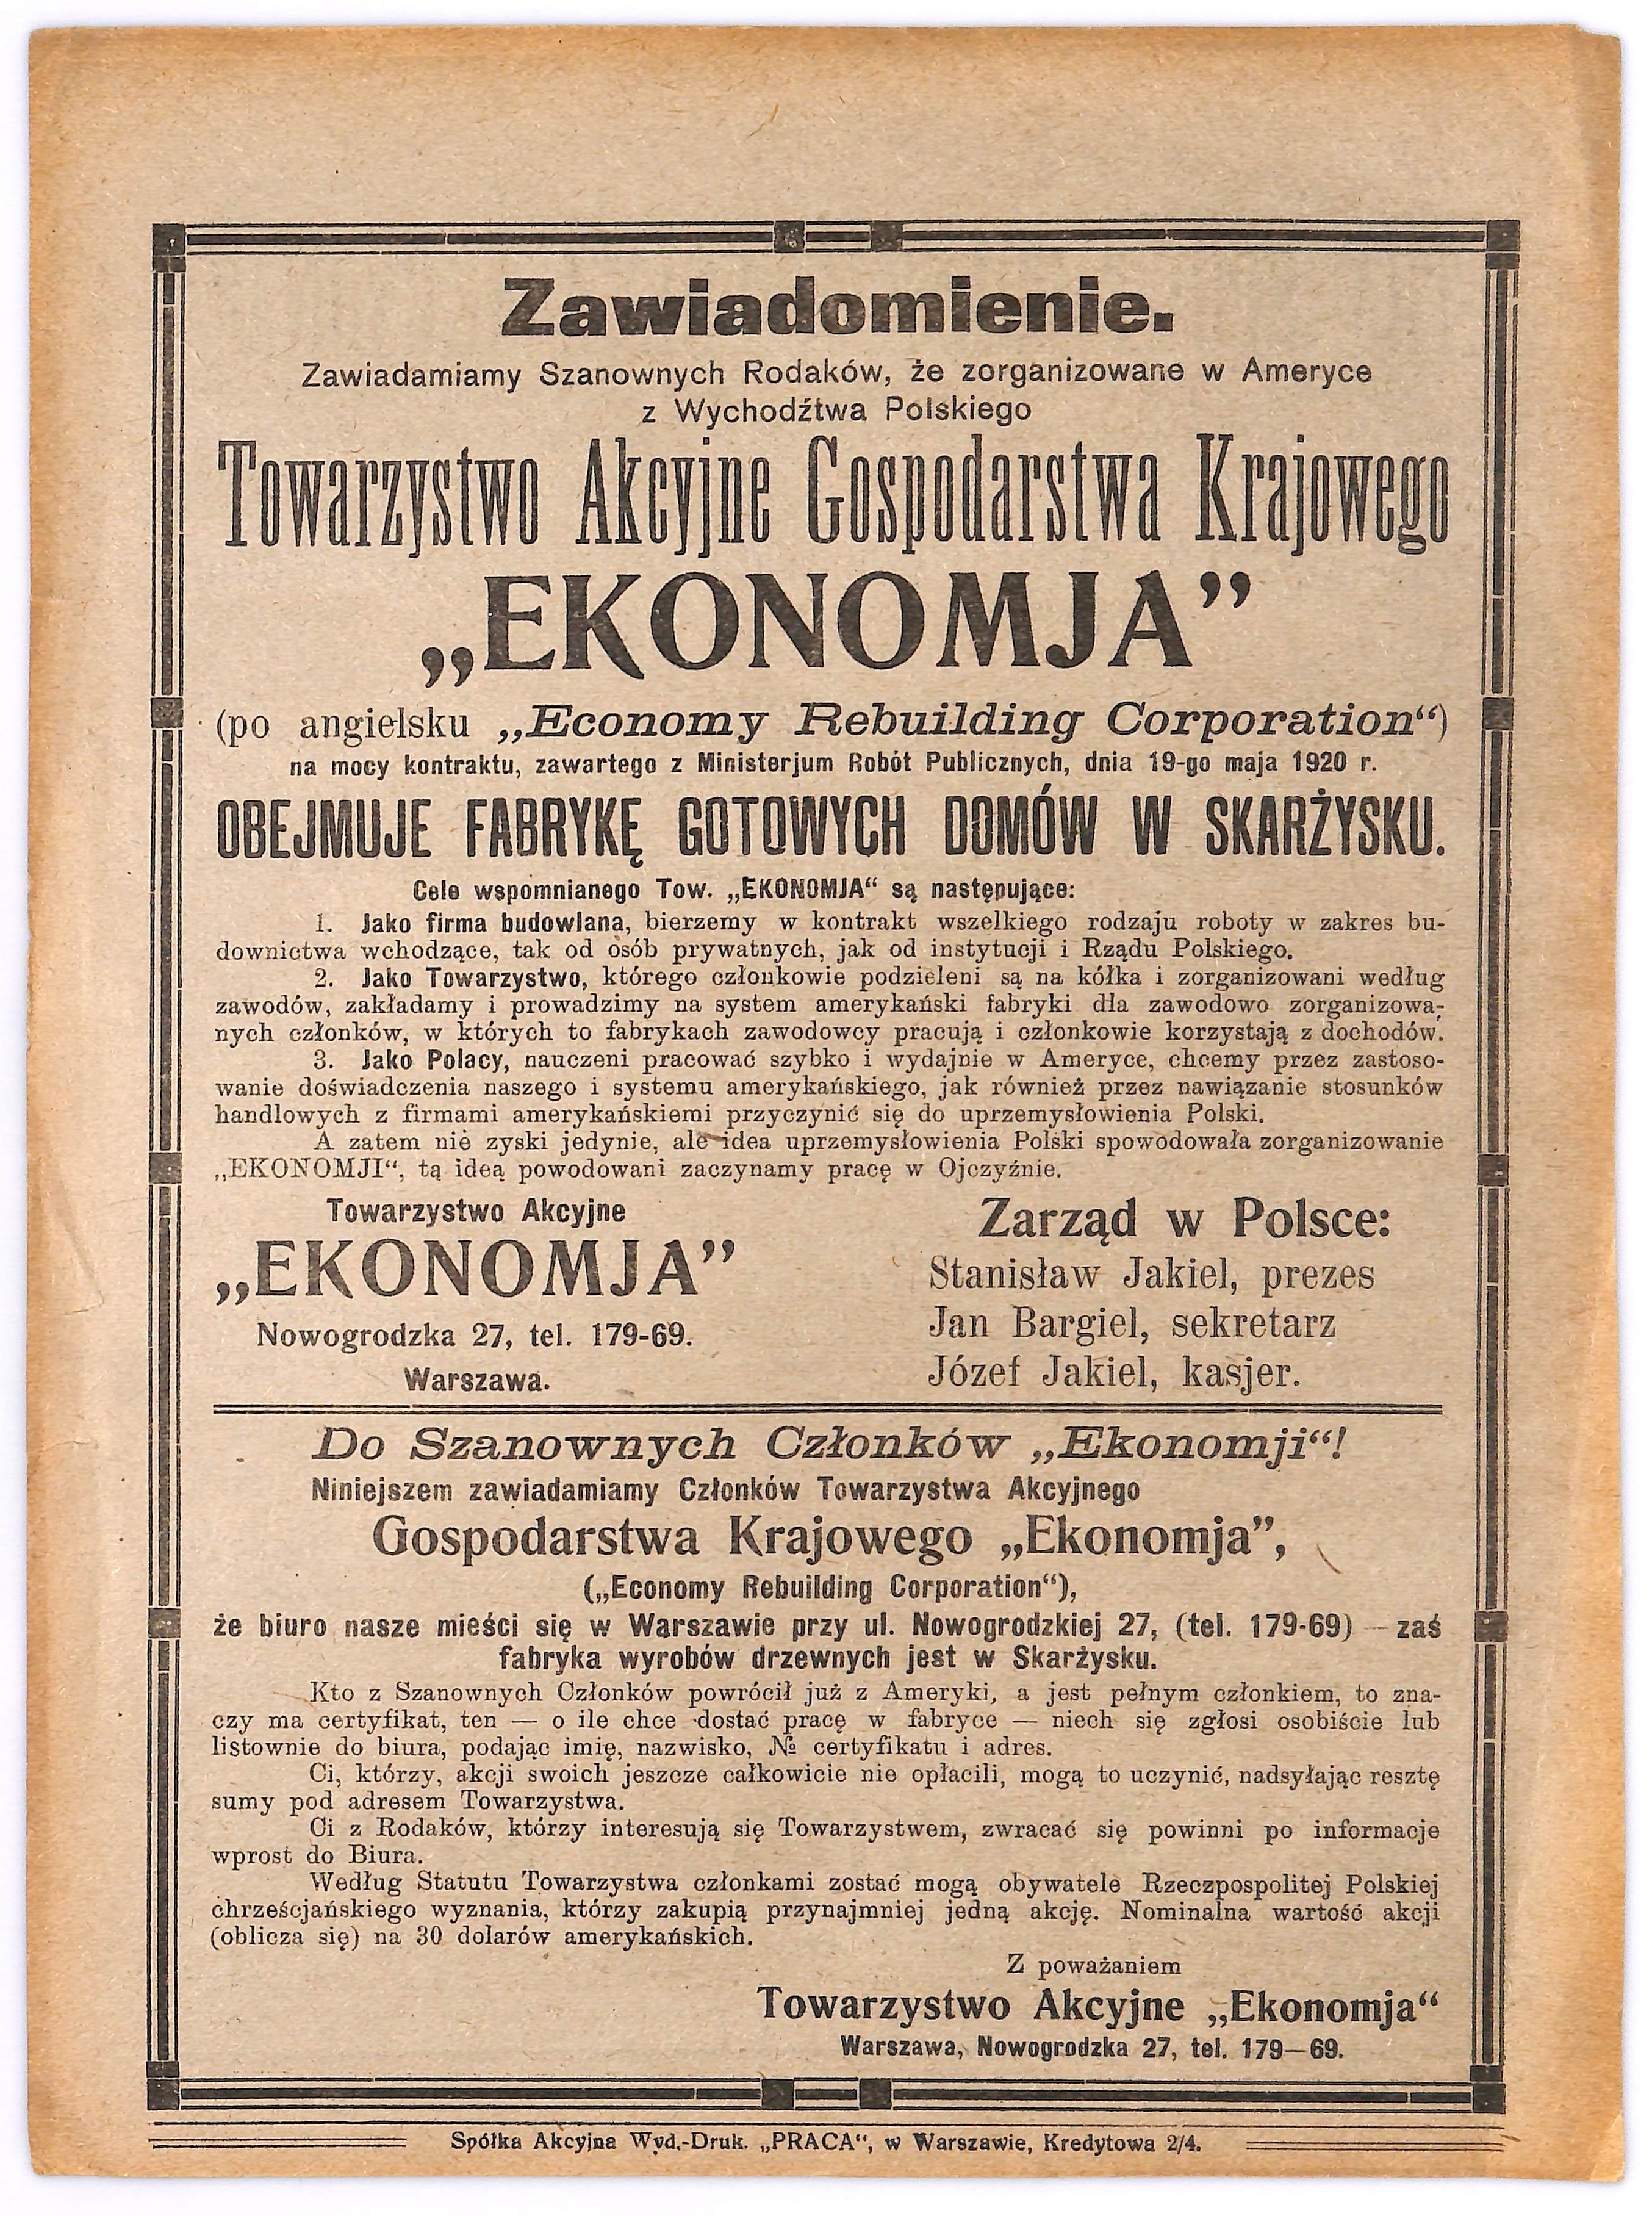 Zawiadomienie.
Zawiadamiamy Szanownych Rodaków, że zorganizowane w Ameryce
z Wychodźtwa Polskiego
Towarzystwo Akcyjne Gospodarstwa Krajowego
„EKONOMJA”
(po angielsku „Economy Rebuilding Corporation“)
na mocy kontraktu, zawartego z Ministerjum Robót Publicznych, dnia 19-go maja 1920 r.
OBEJMUJE FABRYKĘ GOTOWYCH DOMÓW W SKARŻYSKU.
Cele wspomnianego Tow. „EKONOMJA“ są następujące:
1. Jako firma budowlana, bierzemy w kontrakt wszelkiego rodzaju roboty w zakres bu-
downictwa wchodzące, tak od osób prywatnych, jak od instytucji i Rządu Polskiego.
2. Jako Towarzystwo, którego członkowie podzieleni są na kółka i zorganizowani według
zawodów, zakładamy i prowadzimy na system amerykański fabryki dla zawodowo zorganizowa-
nych członków, w których to fabrykach zawodowcy pracują i członkowie korzystają z dochodów.
3. Jako Polacy, nauczeni pracować szybko i wydajnie w Ameryce, chcemy przez zastoso-
wanie doświadczenia naszego i systemu amerykańskiego, jak również przez nawiązanie stosunków
handlowych z firmami amerykańskiemi przyczynić się do uprzemysłowienia Polski.
A zatem nie zyski jedynie, ale idea uprzemysłowienia Polski spowodowała zorganizowanie
„EKONOMJI“, tą ideą powodowani zaczynamy pracę w Ojczyźnie.
Towarzystwo Akcyjne
„EKONOMJA”
Nowogrodzka 27, tel. 179-69.
Warszawa.
Zarząd w Polsce:
Stanisław Jakiel, prezes
Jan Bargiel, sekretarz
Józef Jakiel, kasjer.
Do Szanownych Członków „Ekonomji“!
Niniejszem zawiadamiamy Członków Towarzystwa Akcyjnego
Gospodarstwa Krajowego „Ekonomja”,
(„Economy Rebuilding Corporation“),
że biuro nasze mieści się w Warszawie przy ul. Nowogrodzkiej 27, (tel. 179-69) — zaś
fabryka wyrobów drzewnych jest w Skarżysku.
Kto z Szanownych Członków powrócił już z Ameryki, a jest pełnym członkiem, to zna-
czy ma certyfikat, ten — o ile chce dostać pracę w fabryce — niech się zgłosi osobiście lub
listownie do biura, podając imię, nazwisko, № certyfikatu i adres.
Ci, którzy, akcji swoich jeszcze całkowicie nie opłacili, mogą to uczynić, nadsyłając resztę
sumy pod adresem Towarzystwa.
Ci z Rodaków, którzy interesują się Towarzystwem, zwracać się powinni po informacje
wprost do Biura.
Według Statutu Towarzystwa członkami zostać mogą obywatele Rzeczpospolitej Polskiej
chrześcjańskiego wyznania, którzy zakupią przynajmniej jedną akcję. Nominalna wartość akcji
(oblicza się) na 30 dolarów amerykańskich.
Z poważaniem
Towarzystwo Akcyjne „Ekonomja“
Warszawa, Nowogrodzka 27, tel. 179—69.
Spółka Akcyjna Wyd.-Druk. „PRACA“, w Warszawie, Kredytowa 2/4.